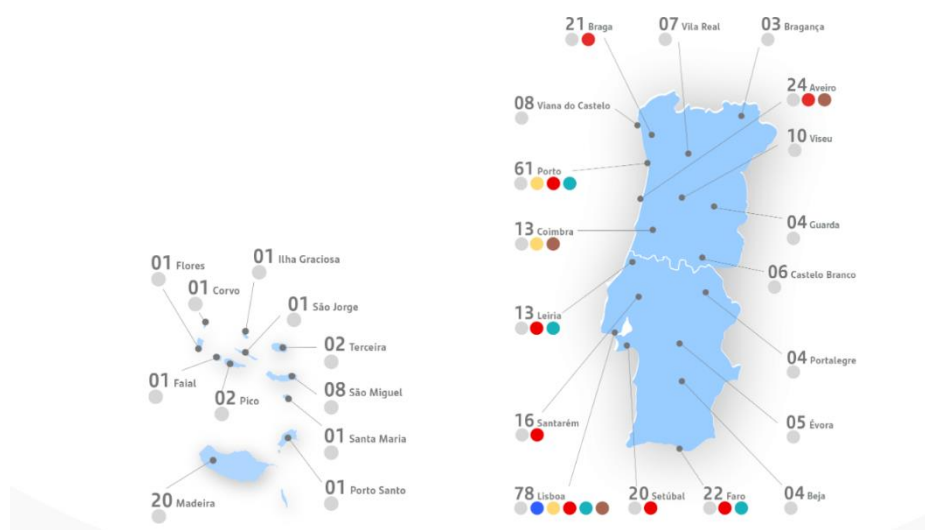 21 Braga
07 Vila Real
03 Bragança
24 Aveiro
08 Viana do Castelo
10 Viseu
61 Porto
04 Guarda
13 Coimbra
06 Castelo Branco
13 Leiria
04 Portalegre
16 Santarém
05 Évora
78 Lisboa
20 Setúbal
22 Faro
04 Beja
01 Flores
01 Ilha Graciosa
01 Corvo
01 São Jorge
02 Terceira
01 Faial
02 Pico
08 São Miguel
01 Santa Maria
20 Madeira
01 Porto Santo